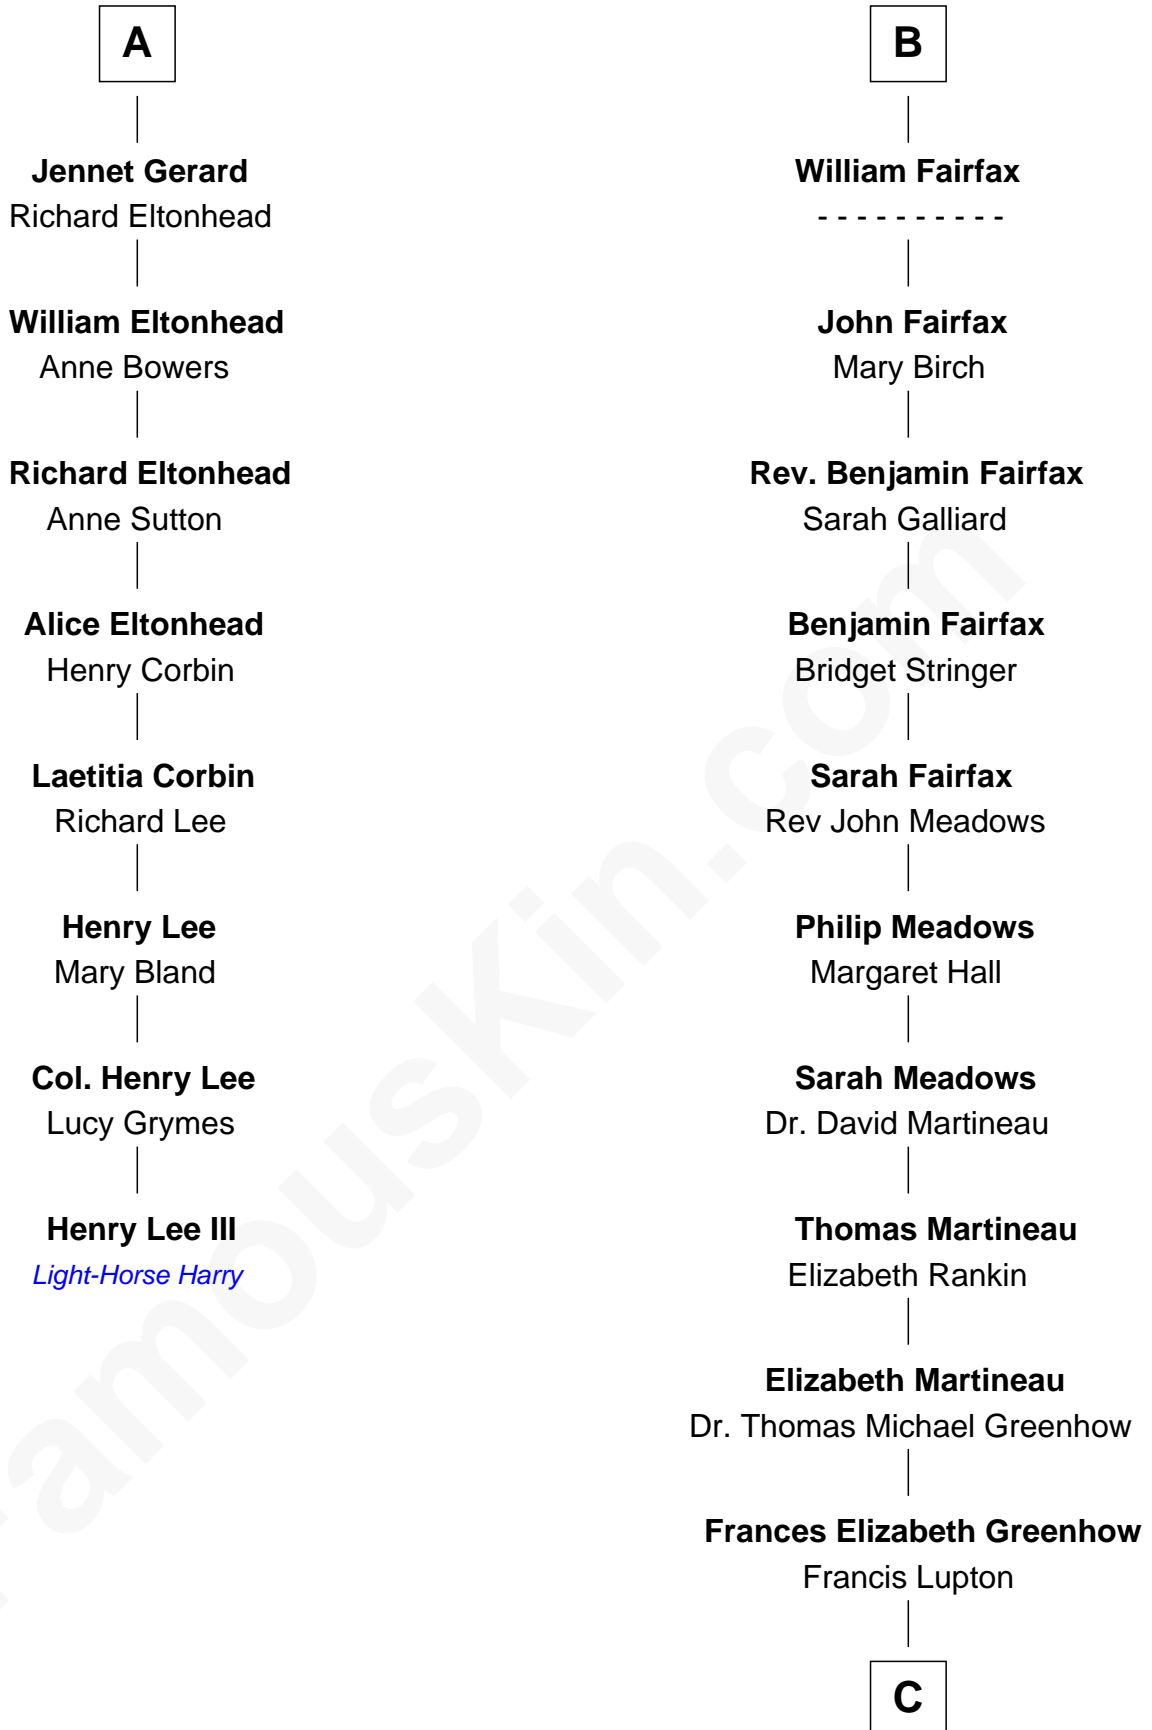 A
Jennet Gerard
Richard Eltonhead
William Eltonhead
Anne Bowers
Richard Eltonhead
Anne Sutton
Alice Eltonhead
Henry Corbin
Laetitia Corbin
Richard Lee
Henry Lee
Mary Bland
Col. Henry Lee
Lucy Grymes
Henry Lee III
Light-Horse Harry
B
William Fairfax
- - - - - - - - - -
John Fairfax
Mary Birch
Rev. Benjamin Fairfax
Sarah Galliard
Benjamin Fairfax
Bridget Stringer
Sarah Fairfax
Rev John Meadows
Philip Meadows
Margaret Hall
Sarah Meadows
Dr. David Martineau
Thomas Martineau
Elizabeth Rankin
Elizabeth Martineau
Dr. Thomas Michael Greenhow
Frances Elizabeth Greenhow
Francis Lupton
C
FamousKin.com